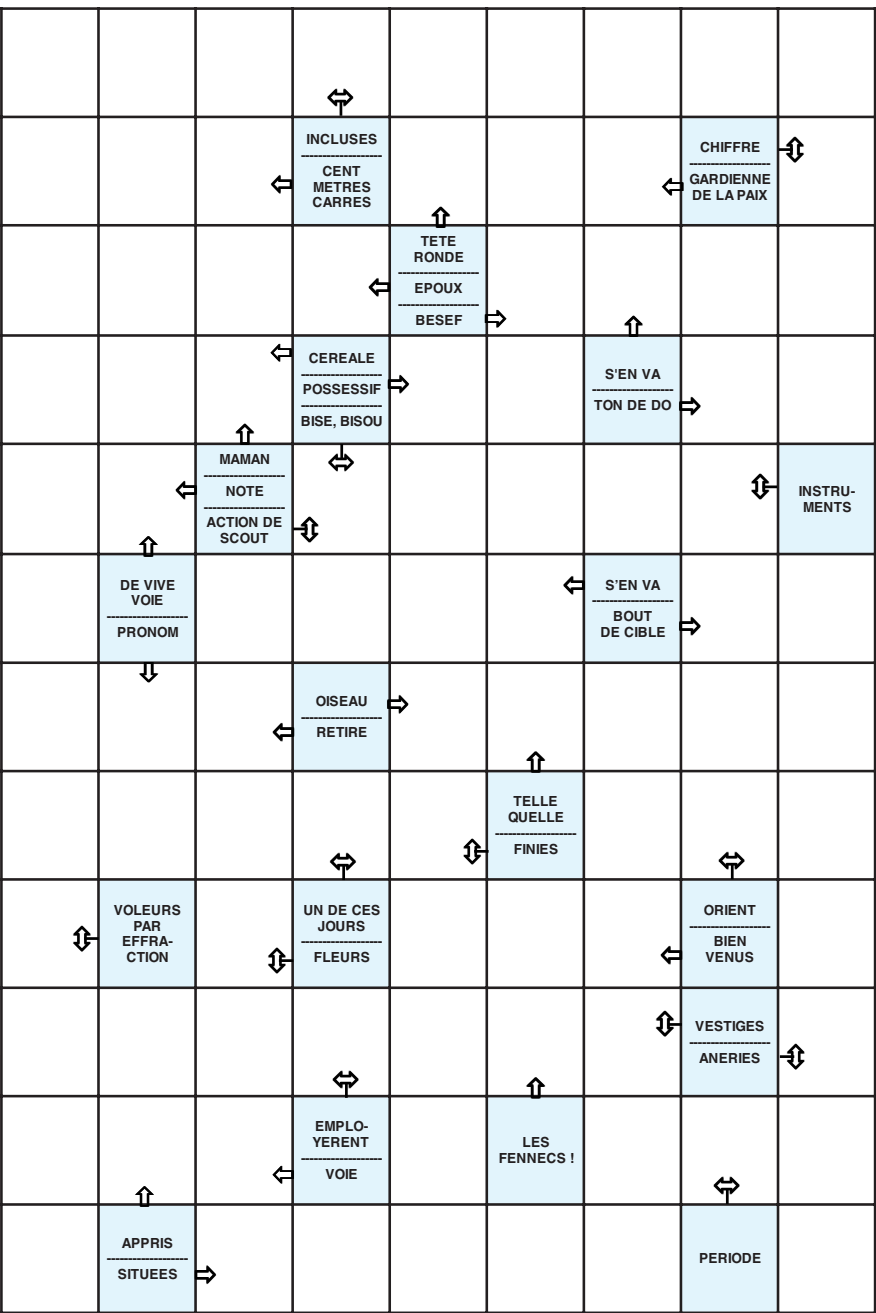 INCLUSES
CENT
METRES
CARRES
CHIFFRE
GARDIENNE
DE LA PAIX
TETE
RONDE
EPOUX
BESEF
CEREALE
POSSESSIF
BISE, BISOU
S'EN VA
TON DE DO
MAMAN
NOTE
ACTION DE
SCOUT
INSTRU-
MENTS
DE VIVE
VOIE
PRONOM
S'EN VA
BOUT
DE CIBLE
OISEAU
RETIRE
TELLE
QUELLE
FINIES
VOLEURS
PAR
EFFRA-
CTION
UN DE CES
JOURS
FLEURS
ORIENT
BIEN
VENUS
VESTIGES
ANERIES
EMPLO-
YERENT
VOIE
LES
FENNECS !
APPRIS
SITUEES
PERIODE